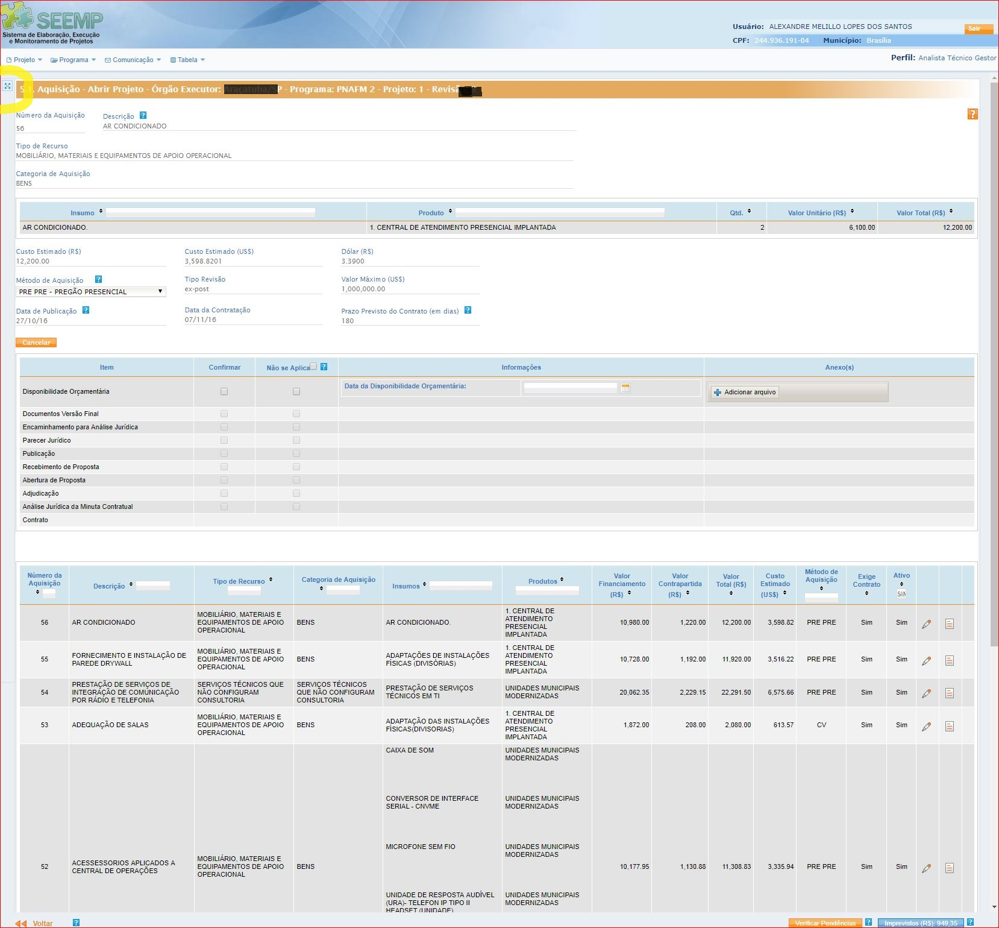 SEEMP
Sistema de Elaboração, Execução
e Monitoramento de Projetos
Usuário: ALEXANDRE MELILLO LOPES DOS SANTOS
Sair
CPF: 244.936.191-04 Município: Brasília
Projeto Programa Comunicação Tabela
Perfil: Analista Técnico Gestor
5.1. Aquisição - Abrir Projeto - Órgão Executor: Araçatuba/SP - Programa: PNAFM 2 - Projeto: 1 - Revisã
Número da Aquisição Descrição ?
56 AR CONDICIONADO
?
Tipo de Recurso
MOBILIÁRIO, MATERIAIS E EQUIPAMENTOS DE APOIO OPERACIONAL
Categoria de Aquisição
BENS
Insumo Produto Qtd. Valor Unitário (R$) Valor Total (R$)
AR CONDICIONADO. 1. CENTRAL DE ATENDIMENTO PRESENCIAL IMPLANTADA 2 6,100.00 12,200.00
Custo Estimado (R$) Custo Estimado (US$) Dólar (R$)
12,200.00 3,598.8201 3.3900
Método de Aquisição ? Tipo Revisão Valor Máximo (US$)
PRE PRE - PREGÃO PRESENCIAL ex-post 1,000,000.00
Data de Publicação ? Data da Contratação Prazo Previsto do Contrato (em dias) ?
27/10/16 07/11/16 180
Cancelar
Item Confirmar Não se Aplica ? Informações Anexo(s)
Disponibilidade Orçamentária Data da Disponibilidade Orçamentária: Adicionar arquivo
Documentos Versão Final
Encaminhamento para Análise Jurídica
Parecer Jurídico
Publicação
Recebimento de Proposta
Abertura de Proposta
Adjudicação
Análise Jurídica da Minuta Contratual
Contrato
Número da Aquisição Descrição Tipo de Recurso Categoria de Aquisição Insumos Produtos Valor Financiamento (R$) Valor Contrapartida (R$) Valor Total (R$) Custo Estimado (US$) Método de Aquisição Exige Contrato Ativo SIM
56 AR CONDICIONADO MOBILIÁRIO, MATERIAIS E EQUIPAMENTOS DE APOIO OPERACIONAL BENS AR CONDICIONADO. 1. CENTRAL DE ATENDIMENTO PRESENCIAL IMPLANTADA 10,980.00 1,220.00 12,200.00 3,598.82 PRE PRE Sim Sim
55 FORNECIMENTO E INSTALAÇÃO DE PAREDE DRYWALL MOBILIÁRIO, MATERIAIS E EQUIPAMENTOS DE APOIO OPERACIONAL BENS ADAPTAÇÕES DE INSTALAÇÕES FÍSICAS (DIVISÓRIAS) 1. CENTRAL DE ATENDIMENTO PRESENCIAL IMPLANTADA 10,728.00 1,192.00 11,920.00 3,516.22 PRE PRE Sim Sim
54 PRESTAÇÃO DE SERVIÇOS DE INTEGRAÇÃO DE COMUNICAÇÃO POR RÁDIO E TELEFONIA SERVIÇOS TÉCNICOS QUE NÃO CONFIGURAM CONSULTORIA SERVIÇOS TÉCNICOS QUE NÃO CONFIGURAM CONSULTORIA PRESTAÇÃO DE SERVIÇOS TÉCNICOS EM TI UNIDADES MUNICIPAIS MODERNIZADAS 20,062.35 2,229.15 22,291.50 6,575.66 PRE PRE Sim Sim
53 ADEQUAÇÃO DE SALAS MOBILIÁRIO, MATERIAIS E EQUIPAMENTOS DE APOIO OPERACIONAL BENS ADAPTAÇÃO DAS INSTALAÇÕES FÍSICAS(DIVISORIAS) 1. CENTRAL DE ATENDIMENTO PRESENCIAL IMPLANTADA 1,872.00 208.00 2,080.00 613.57 CV Sim Sim
CAIXA DE SOM UNIDADES MUNICIPAIS MODERNIZADAS
CONVERSOR DE INTERFACE SERIAL - CNVME UNIDADES MUNICIPAIS MODERNIZADAS
MICROFONE SEM FIO UNIDADES MUNICIPAIS MODERNIZADAS
52 ACESSESSORIOS APLICADOS A CENTRAL DE OPERAÇÕES MOBILIÁRIO, MATERIAIS E EQUIPAMENTOS DE APOIO OPERACIONAL BENS 10,177.95 1,130.88 11,308.83 3,335.94 PRE PRE Sim Sim
UNIDADE DE RESPOSTA AUDÍVEL (URA)- TELEFON IP TIPO II HEADSET (UNIDADE) UNIDADES MUNICIPAIS MODERNIZADAS
Voltar ? Verificar Pendências ? Imprevistos (R$): 949,35 ?